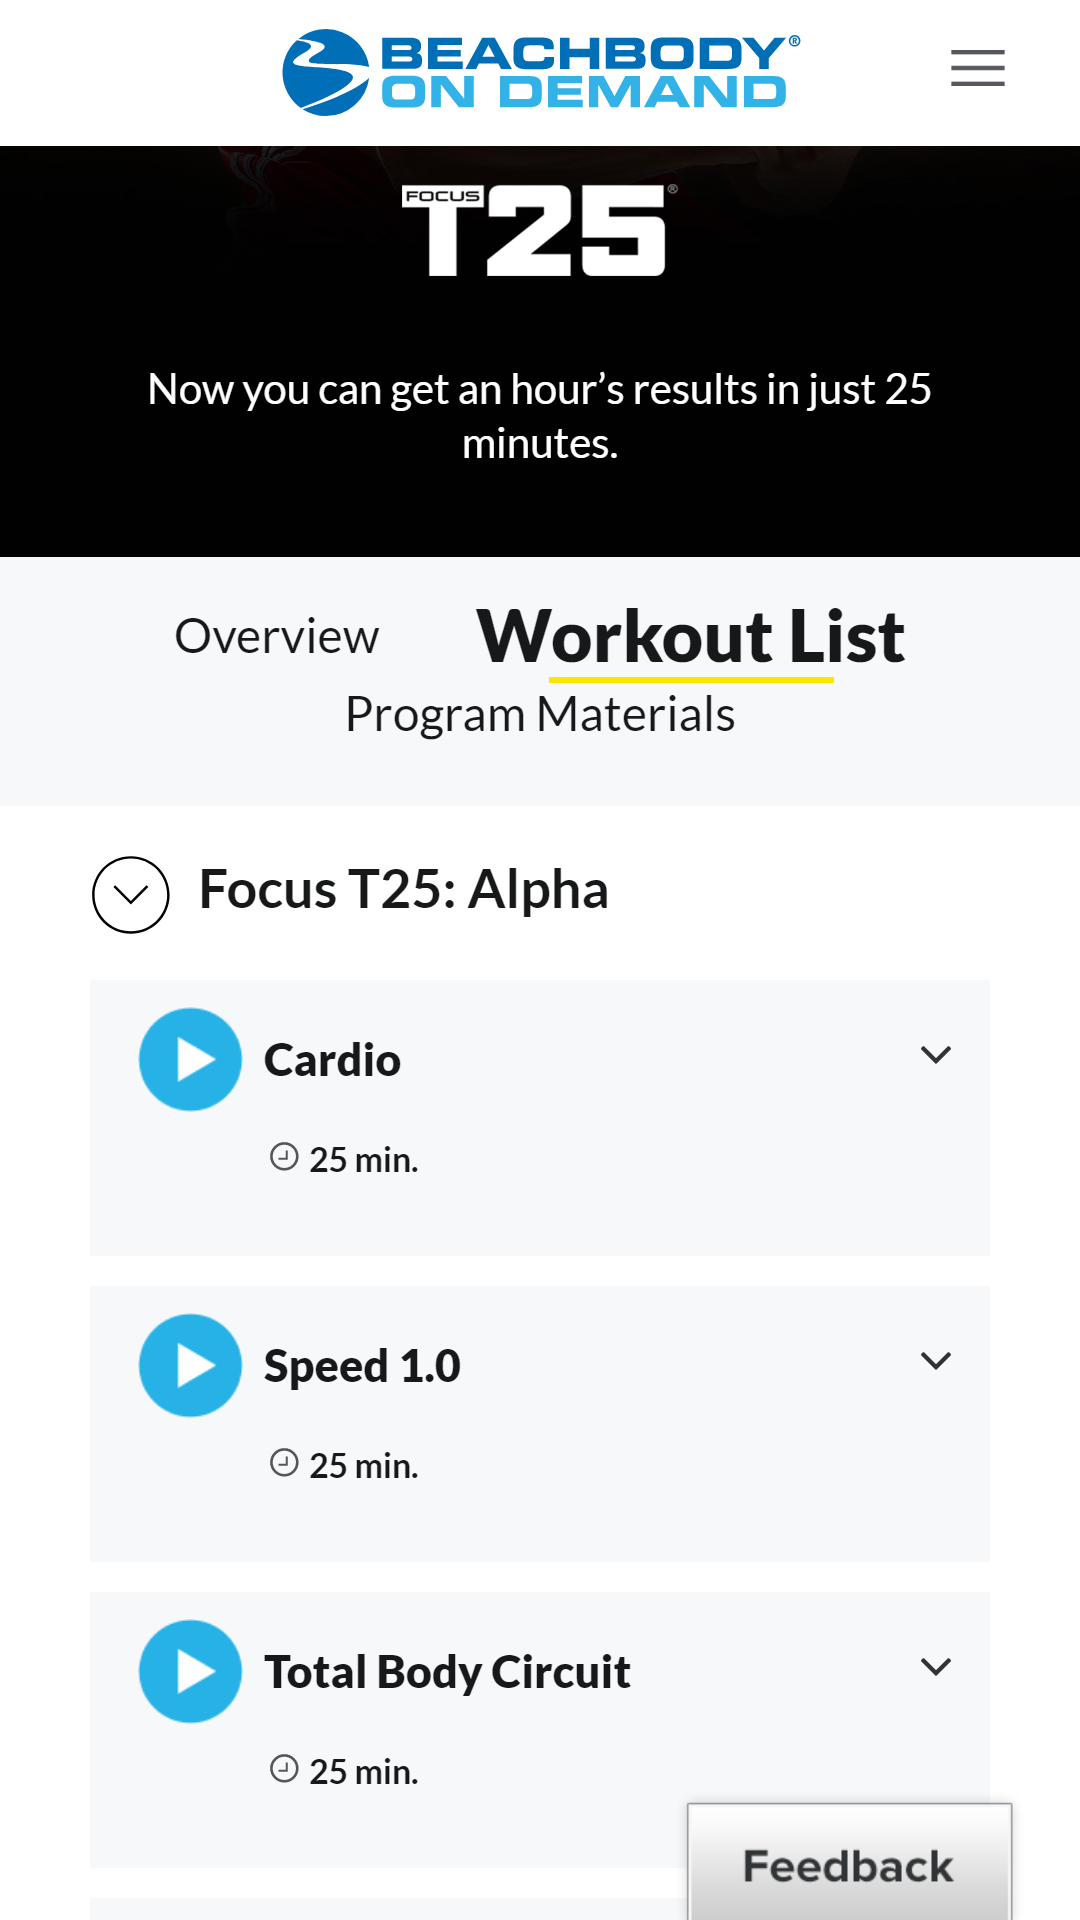 BEACHBODY®
ON DEMAND
FOCUS
T25®
Now you can get an hour’s results in just 25
minutes.
Overview
Workout List
Program Materials
Focus T25: Alpha
Cardio
25 min.
Speed 1.0
25 min.
Total Body Circuit
25 min.
Feedback